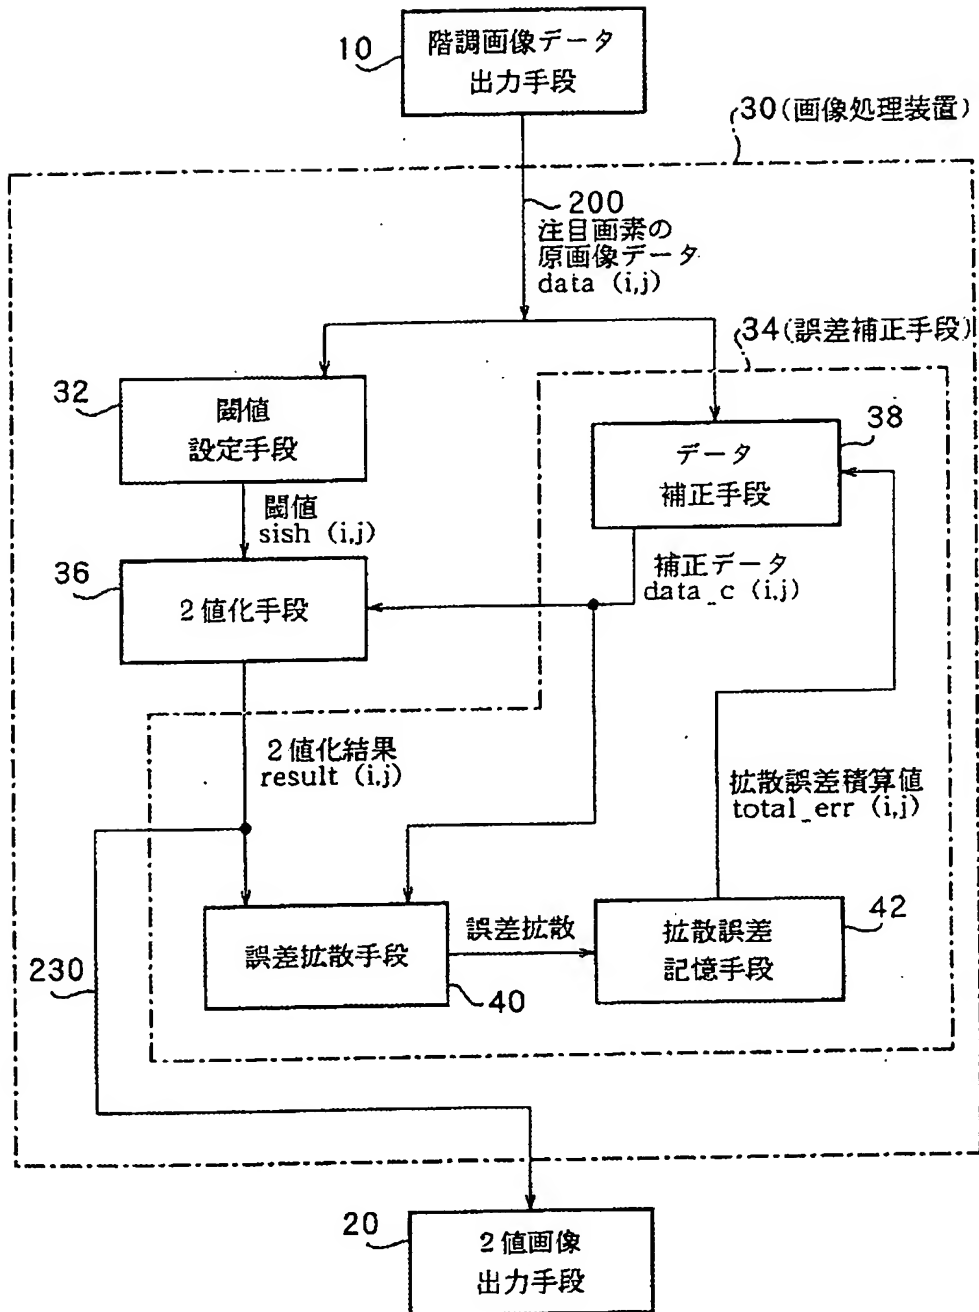 10
階調画像データ
出力手段
30(画像処理装置)
200
注目画素の
原画像データ
data (i,j)
34(誤差補正手段)
32
閾値
設定手段
38
データ
補正手段
閾値
sish (i,j)
36
2値化手段
補正データ
data_c (i,j)
2値化結果
result (i,j)
拡散誤差積算値
total_err (i,j)
230
誤差拡散手段
40
誤差拡散
42
拡散誤差
記憶手段
20
2値画像
出力手段